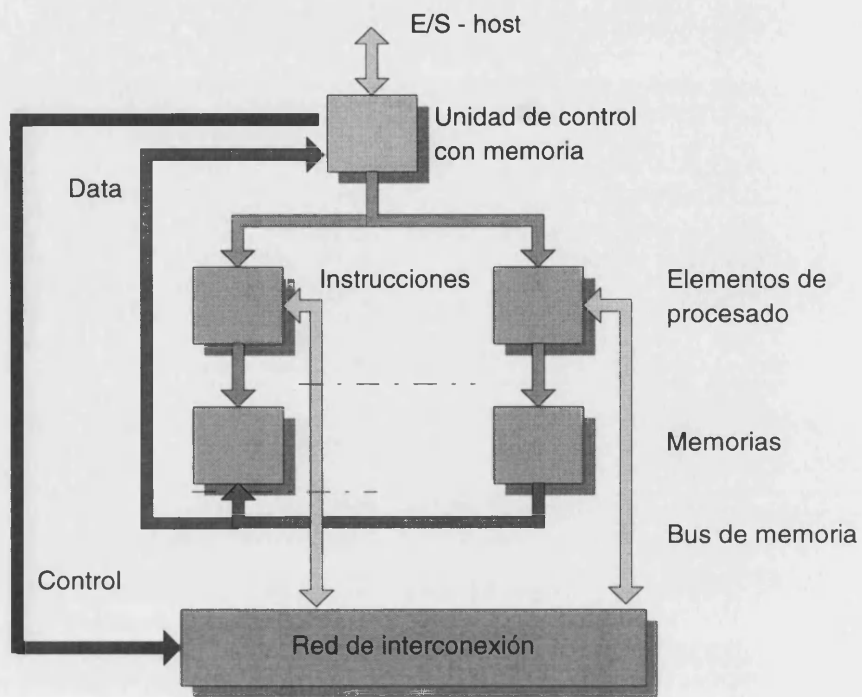 E/S - host
Unidad de control
con memoria
Data
Instrucciones
Elementos de
procesado
Memorias
Bus de memoria
Control
Red de interconexión